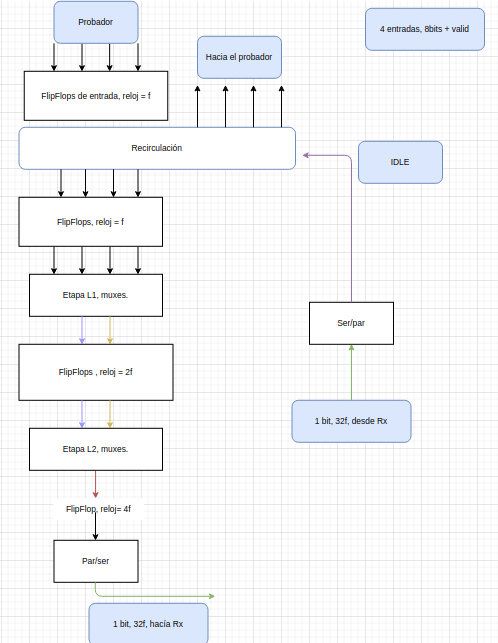 Probador
4 entradas, 8bits + valid
Hacia el probador
FlipFlops de entrada, reloj = f
Recirculación
IDLE
FlipFlops, reloj = f
Etapa L1, muxes.
Ser/par
FlipFlops , reloj = 2f
1 bit, 32f, desde Rx
Etapa L2, muxes.
FlipFlop, reloj= 4f
Par/ser
1 bit, 32f, hacía Rx